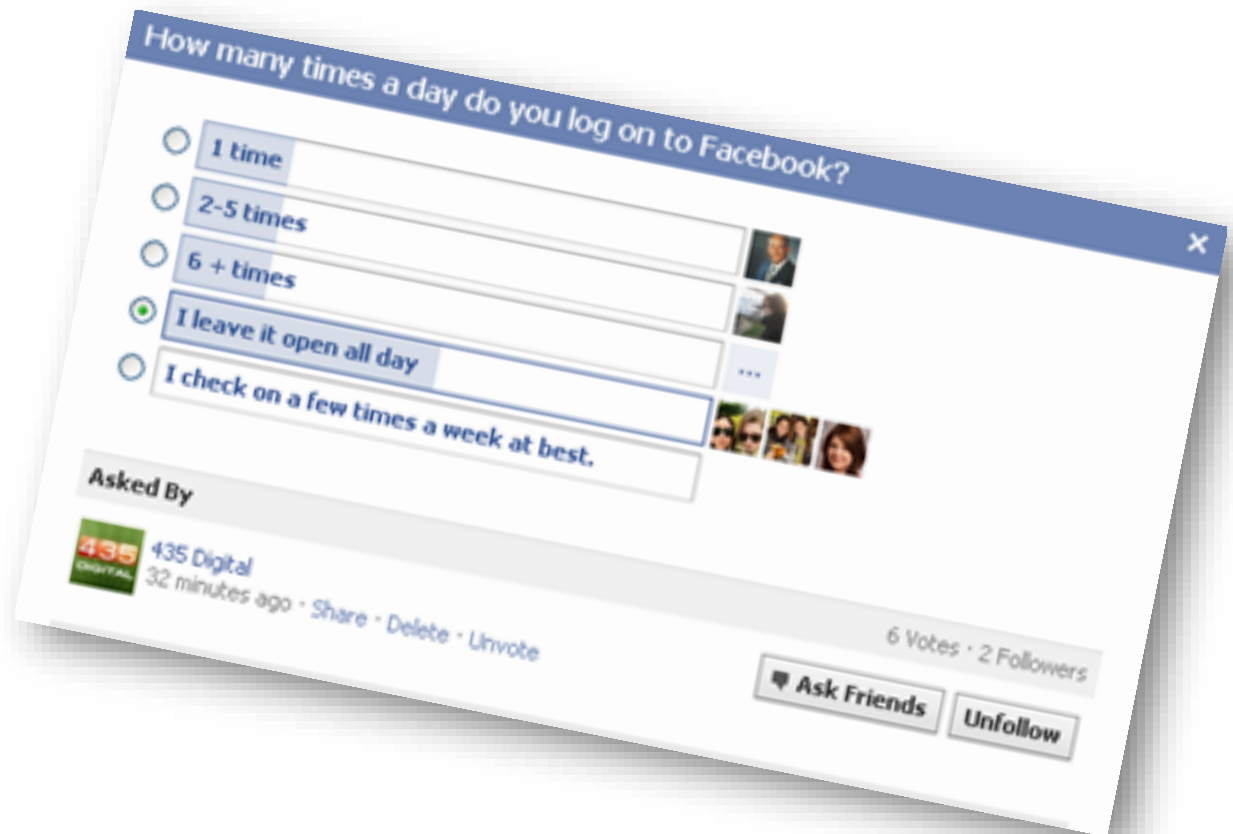 How many times a day do you log on to Facebook?
1 time
2-5 times
6 + times
...
I leave it open all day
I check on a few times a week at best.
Asked By
435 DIGITAL
435 Digital
32 minutes ago · Share · Delete · Unvote
6 Votes · 2 Followers
Ask Friends
Unfollow